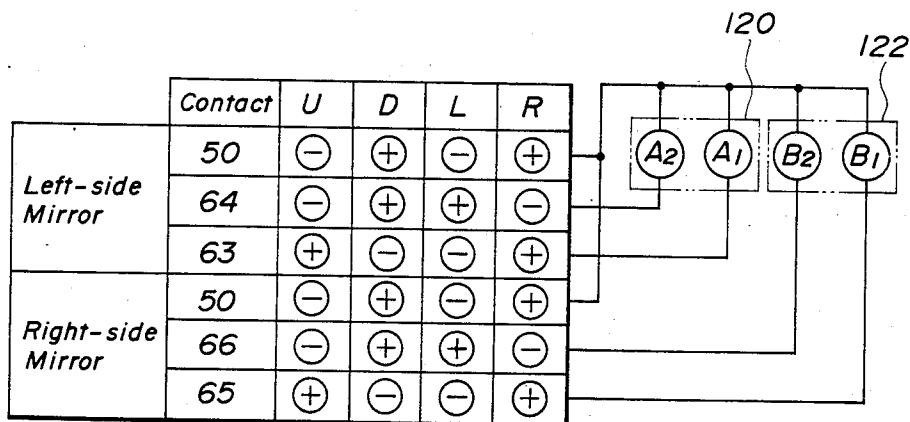 120
122
Contact U D L R
Left-side Mirror
50 ⊖ ⊕ ⊖ ⊕
64 ⊖ ⊕ ⊕ ⊖
63 ⊕ ⊖ ⊖ ⊕
Right-side Mirror
50 ⊖ ⊕ ⊖ ⊕
66 ⊖ ⊕ ⊕ ⊖
65 ⊕ ⊖ ⊖ ⊕
A2 A1 B2 B1